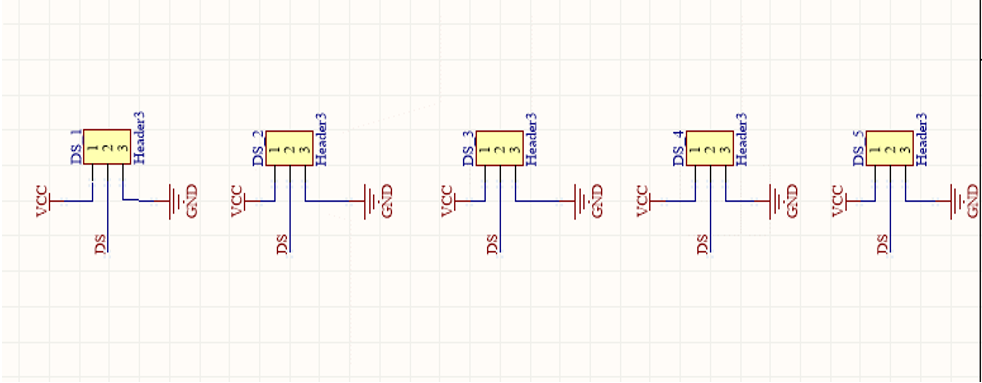 DS_1
1
2
3
Header3
VCC
GND
DS
DS_2
1
2
3
Header3
VCC
GND
DS
DS_3
1
2
3
Header3
VCC
GND
DS
DS_4
1
2
3
Header3
VCC
GND
DS
DS_5
1
2
3
Header3
VCC
GND
DS